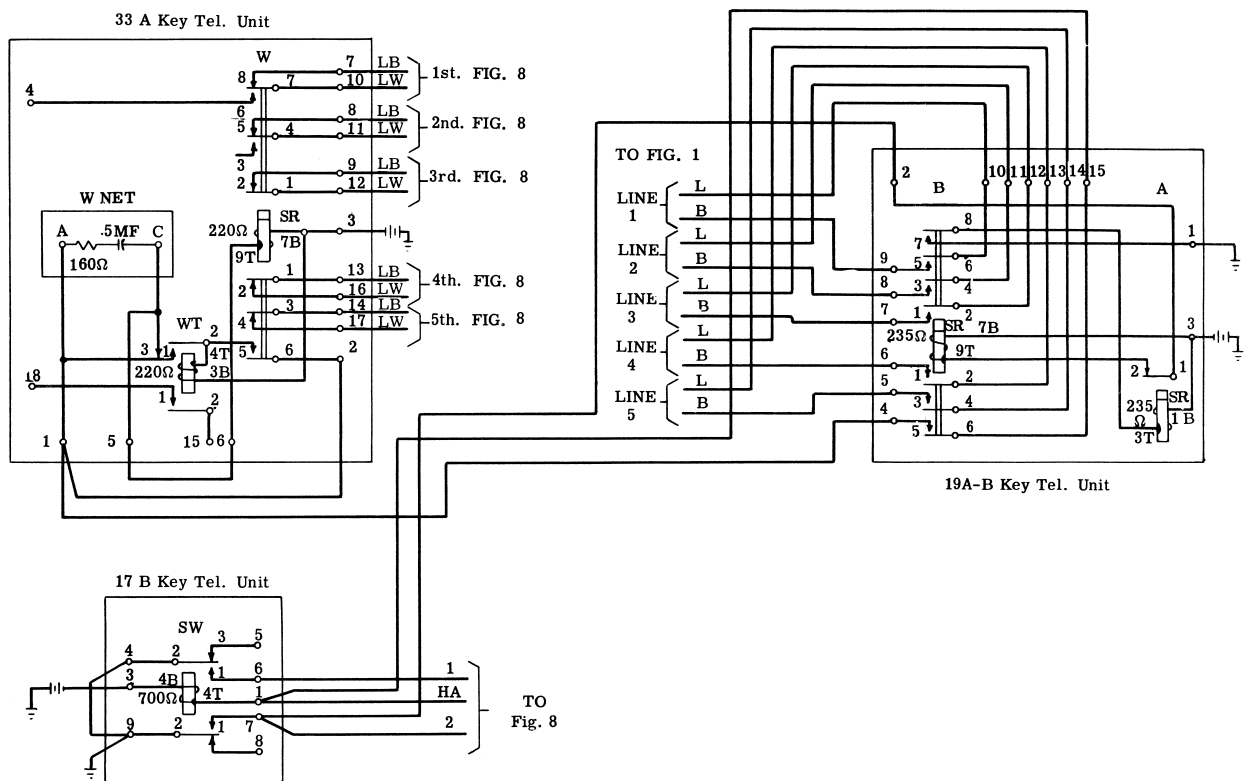 33 A Key Tel. Unit
W
4
8
7
7 LB
10 LW
1st. FIG. 8
6
5
4
8 LB
11 LW
2nd. FIG. 8
3
2
1
9 LB
12 LW
3rd. FIG. 8
W NET
A
.5MF
C
160Ω
220Ω
SR
7B
9T
3
1
2
13 LB
16 LW
4th. FIG. 8
3
4
14 LB
17 LW
5th. FIG. 8
WT
2
4T
5
6
2
3
1
220Ω
3B
18
1
2
1
5
15
6
TO FIG. 1
LINE 1
L
B
LINE 2
L
B
LINE 3
L
B
LINE 4
L
B
LINE 5
L
B
2
10 11 12 13 14 15
B
A
8
7
1
9
5
6
8
3
4
7
1
2
235Ω
SR
7B
3
9T
2
1
6
1
2
5
3
4
4
5
6
235
Ω
SR
1 B
3T
19A-B Key Tel. Unit
17 B Key Tel. Unit
SW
4
2
3
5
1
6
1
3
4B
700Ω
4T
1
HA
9
2
1
7
2
8
TO
Fig. 8